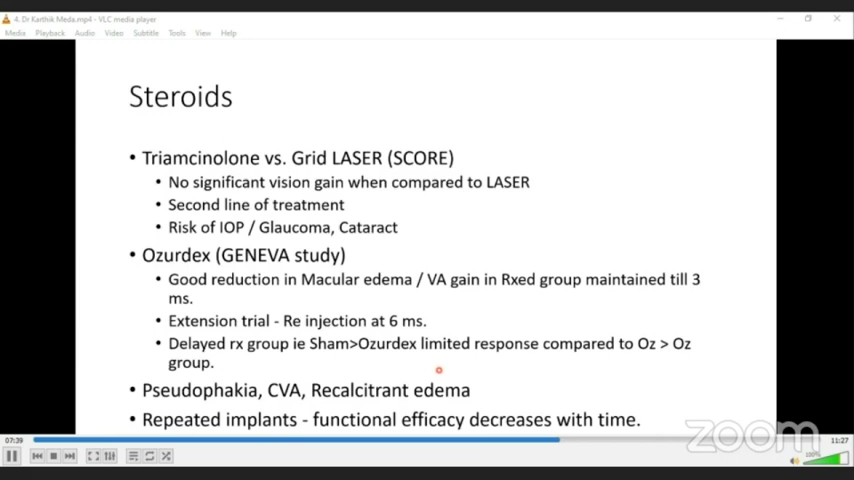 4. Dr Karthik Meda.mp4 - VLC media player
Media Playback Audio Video Subtitle Tools View Help
Steroids
• Triamcinolone vs. Grid LASER (SCORE)
• No significant vision gain when compared to LASER
• Second line of treatment
• Risk of IOP / Glaucoma, Cataract
• Ozurdex (GENEVA study)
• Good reduction in Macular edema / VA gain in Rxed group maintained till 3
ms.
• Extension trial - Re injection at 6 ms.
• Delayed rx group ie Sham>Ozurdex limited response compared to Oz > Oz
group.
• Pseudophakia, CVA, Recalcitrant edema
• Repeated implants - functional efficacy decreases with time.
zoom
07:39
11:27
100%